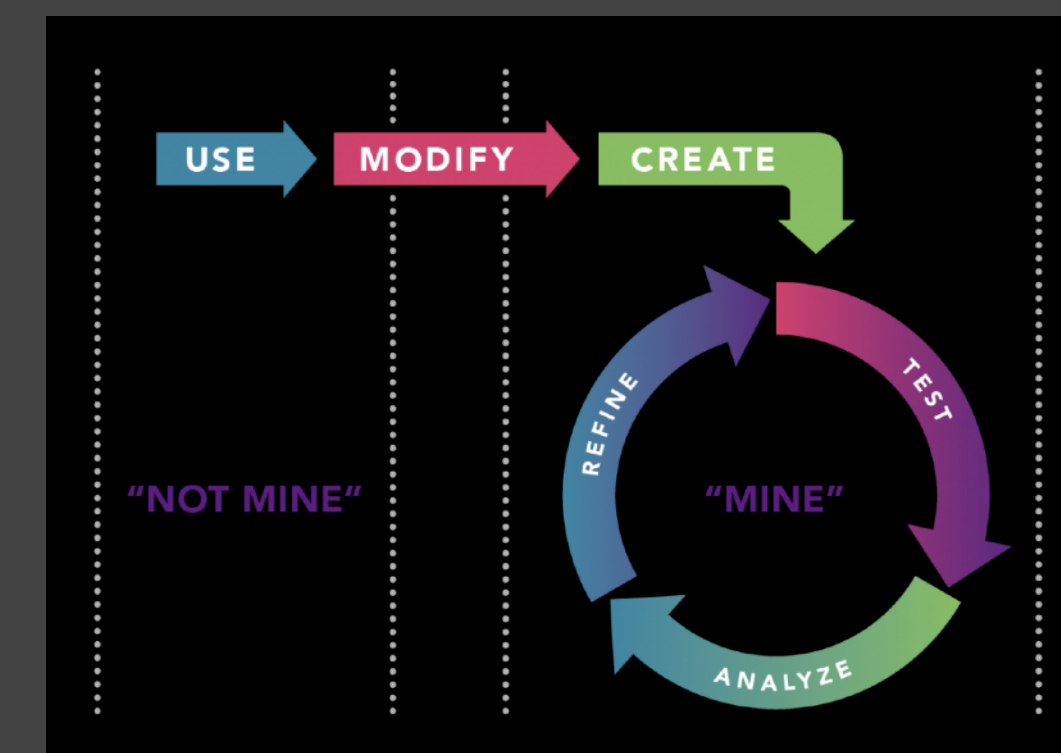 USE
MODIFY
CREATE
TEST
REFINE
"NOT MINE"
"MINE"
ANALYZE